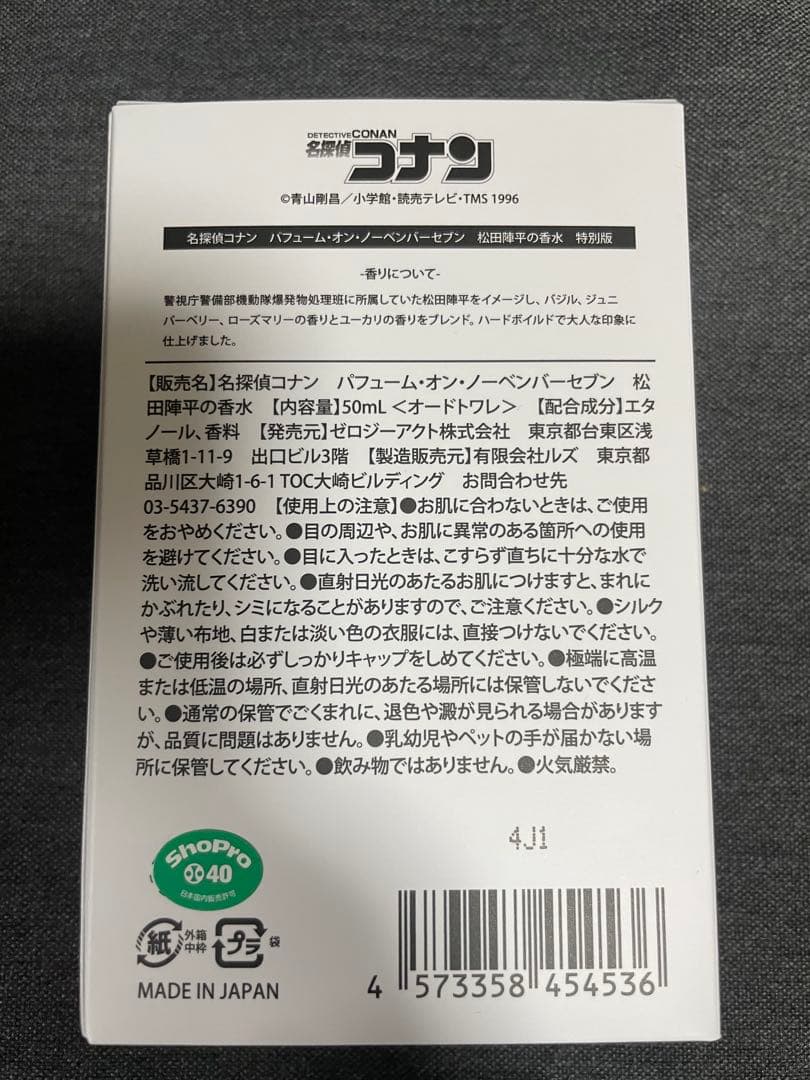 DETECTIVE CONAN
名探偵コナン
©青山剛昌／小学館・読売テレビ・TMS 1996
名探偵コナン　パフューム・オン・ノーベンバーセブン　松田陣平の香水　特別版
-香りについて-
警視庁警備部機動隊爆発物処理班に所属していた松田陣平をイメージし、バジル、ジュニ
パーベリー、ローズマリーの香りとユーカリの香りをブレンド。ハードボイルドで大人な印象に
仕上げました。
【販売名】名探偵コナン　パフューム・オン・ノーベンバーセブン　松
田陣平の香水　【内容量】50mL ＜オードトワレ＞　【配合成分】エタ
ノール、香料　【発売元】ゼロジーアクト株式会社　東京都台東区浅
草橋1-11-9　出口ビル3階　【製造販売元】有限会社ルズ　東京都
品川区大崎1-6-1 TOC大崎ビルディング　お問合わせ先
03-5437-6390　【使用上の注意】●お肌に合わないときは、ご使用
をおやめください。●目の周辺や、お肌に異常のある箇所への使用
を避けてください。●目に入ったときは、こすらず直ちに十分な水で
洗い流してください。●直射日光のあたるお肌につけますと、まれに
かぶれたり、シミになることがありますので、ご注意ください。●シルク
や薄い布地、白または淡い色の衣服には、直接つけないでください。
●ご使用後は必ずしっかりキャップをしめてください。●極端に高温
または低温の場所、直射日光のあたる場所には保管しないでくださ
い。●通常の保管でごくまれに、退色や澱が見られる場合があります
が、品質に問題はありません。●乳幼児やペットの手が届かない場
所に保管してください。●飲み物ではありません。●火気厳禁。
4J1
ShoPro
40
日本国内販売許可
紙
外箱
中枠
プラ
袋
MADE IN JAPAN
4 573358 454536